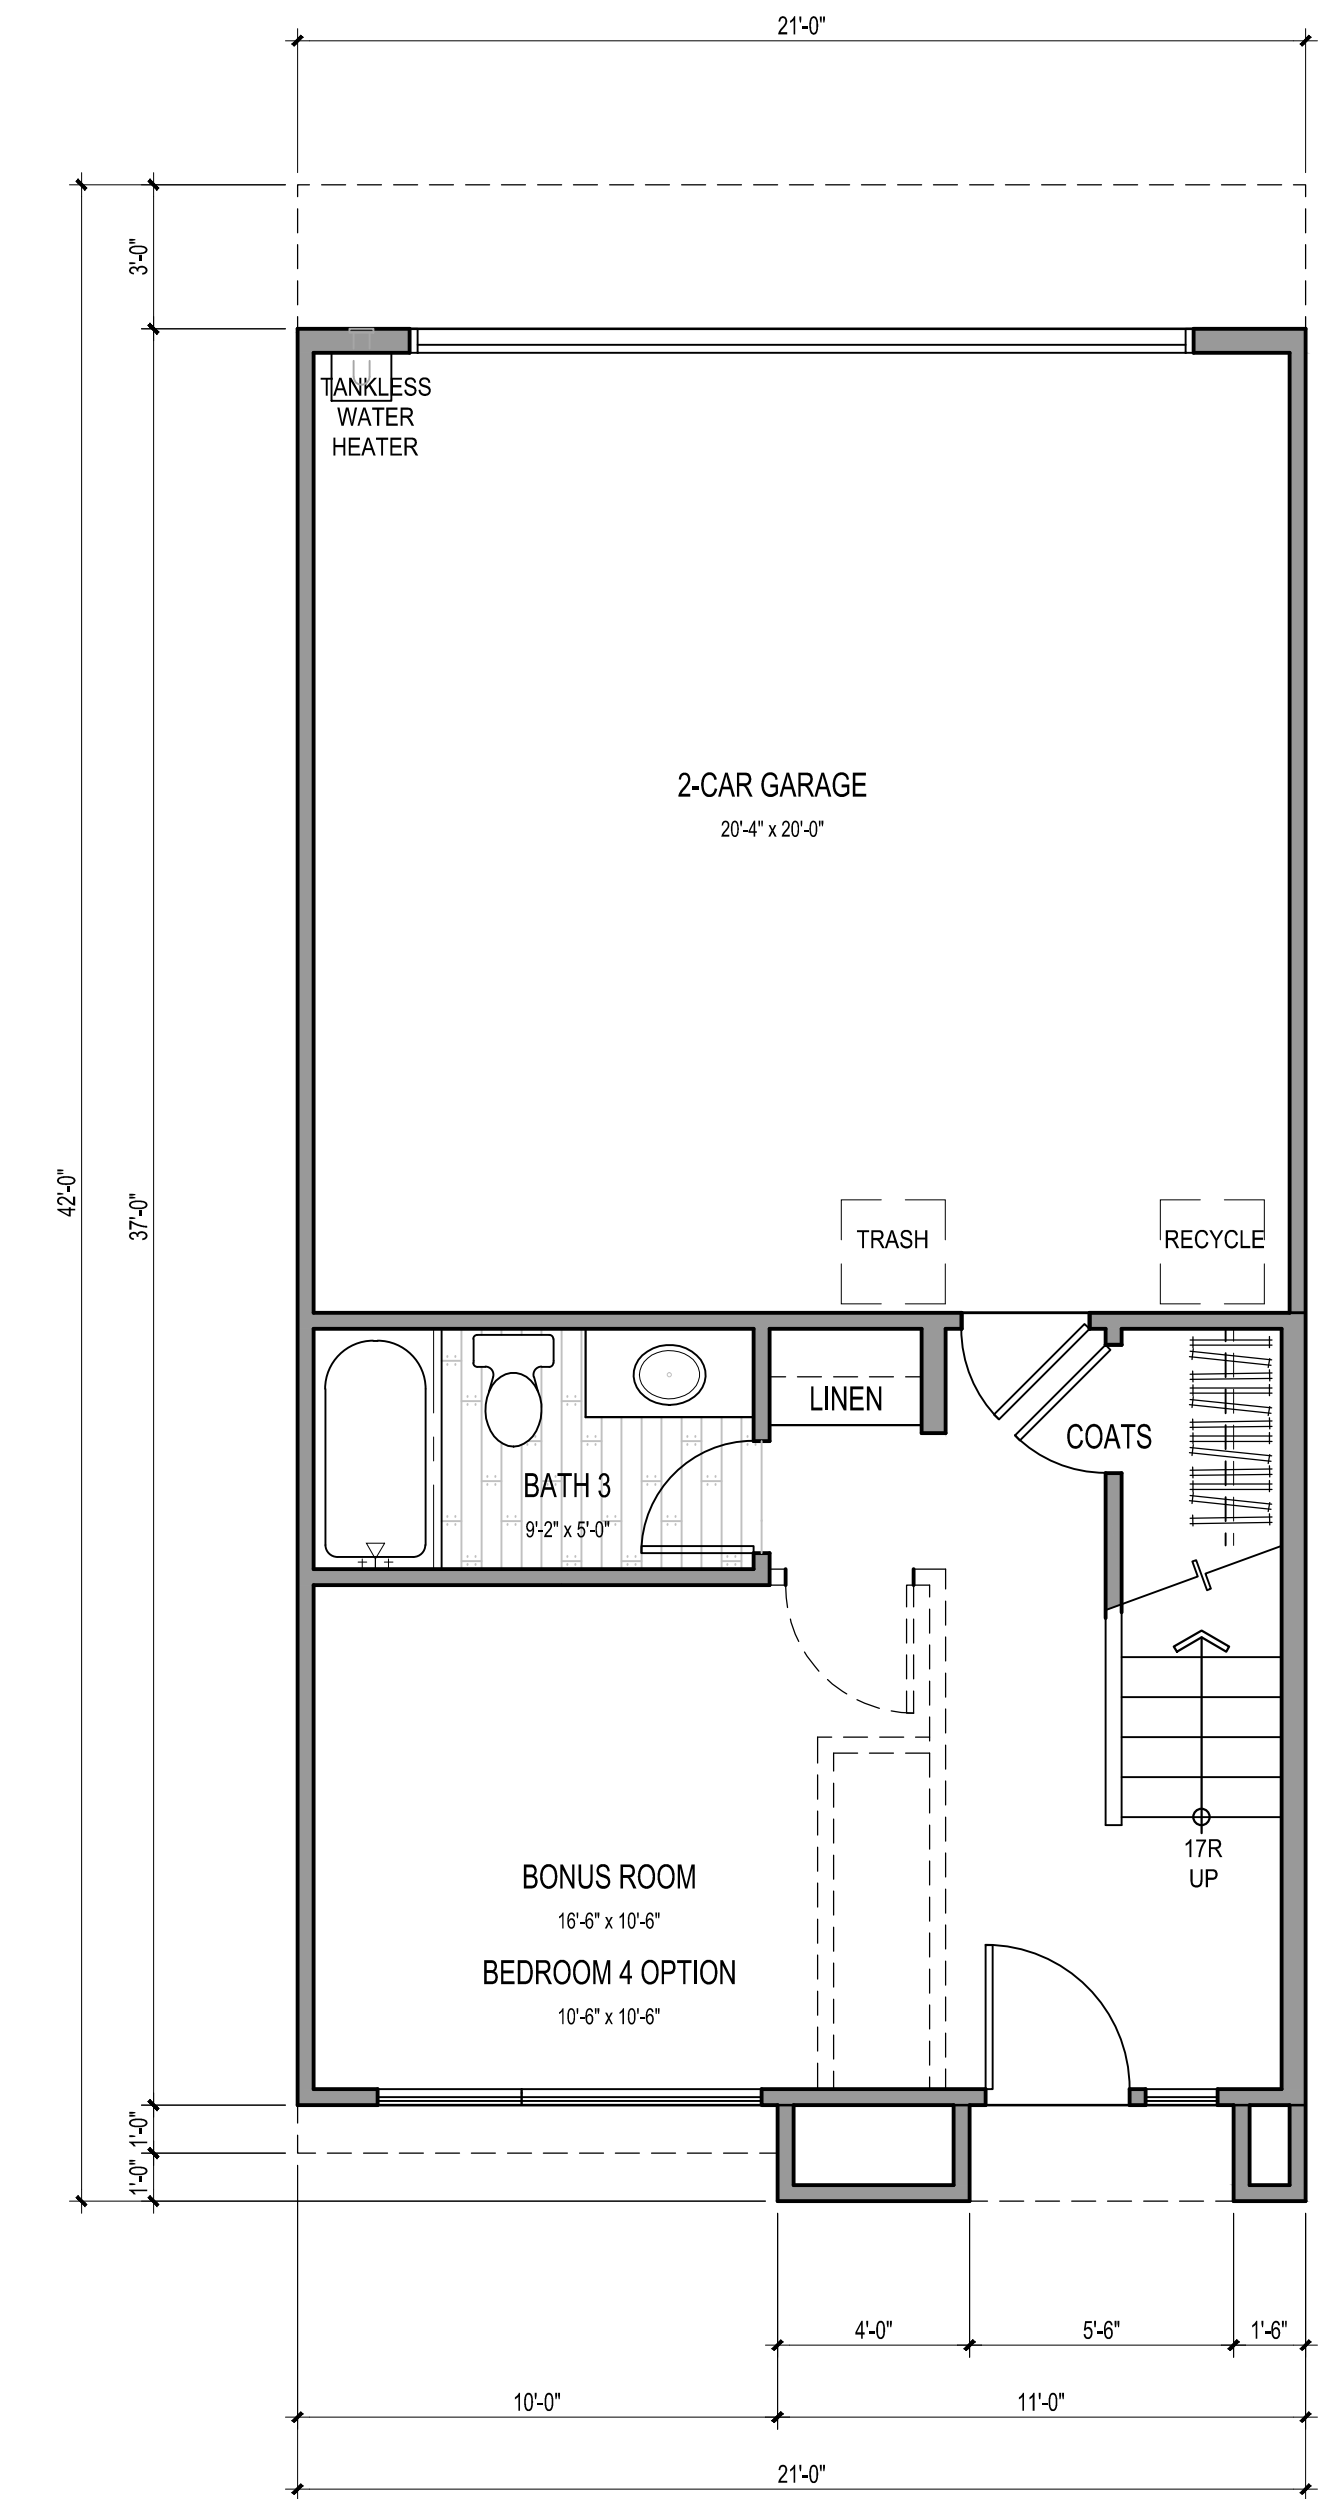 21'-0"
3'-0"
TANKLESS
WATER
HEATER
2-CAR GARAGE
20'-4" x 20'-0"
42'-0"
37'-0"
TRASH
RECYCLE
LINEN
COATS
BATH 3
9'-2" x 5'-0"
17R
UP
BONUS ROOM
16'-6" x 10'-6"
BEDROOM 4 OPTION
10'-6" x 10'-6"
1'-0"
1'-0"
4'-0"
5'-6"
1'-6"
10'-0"
11'-0"
21'-0"